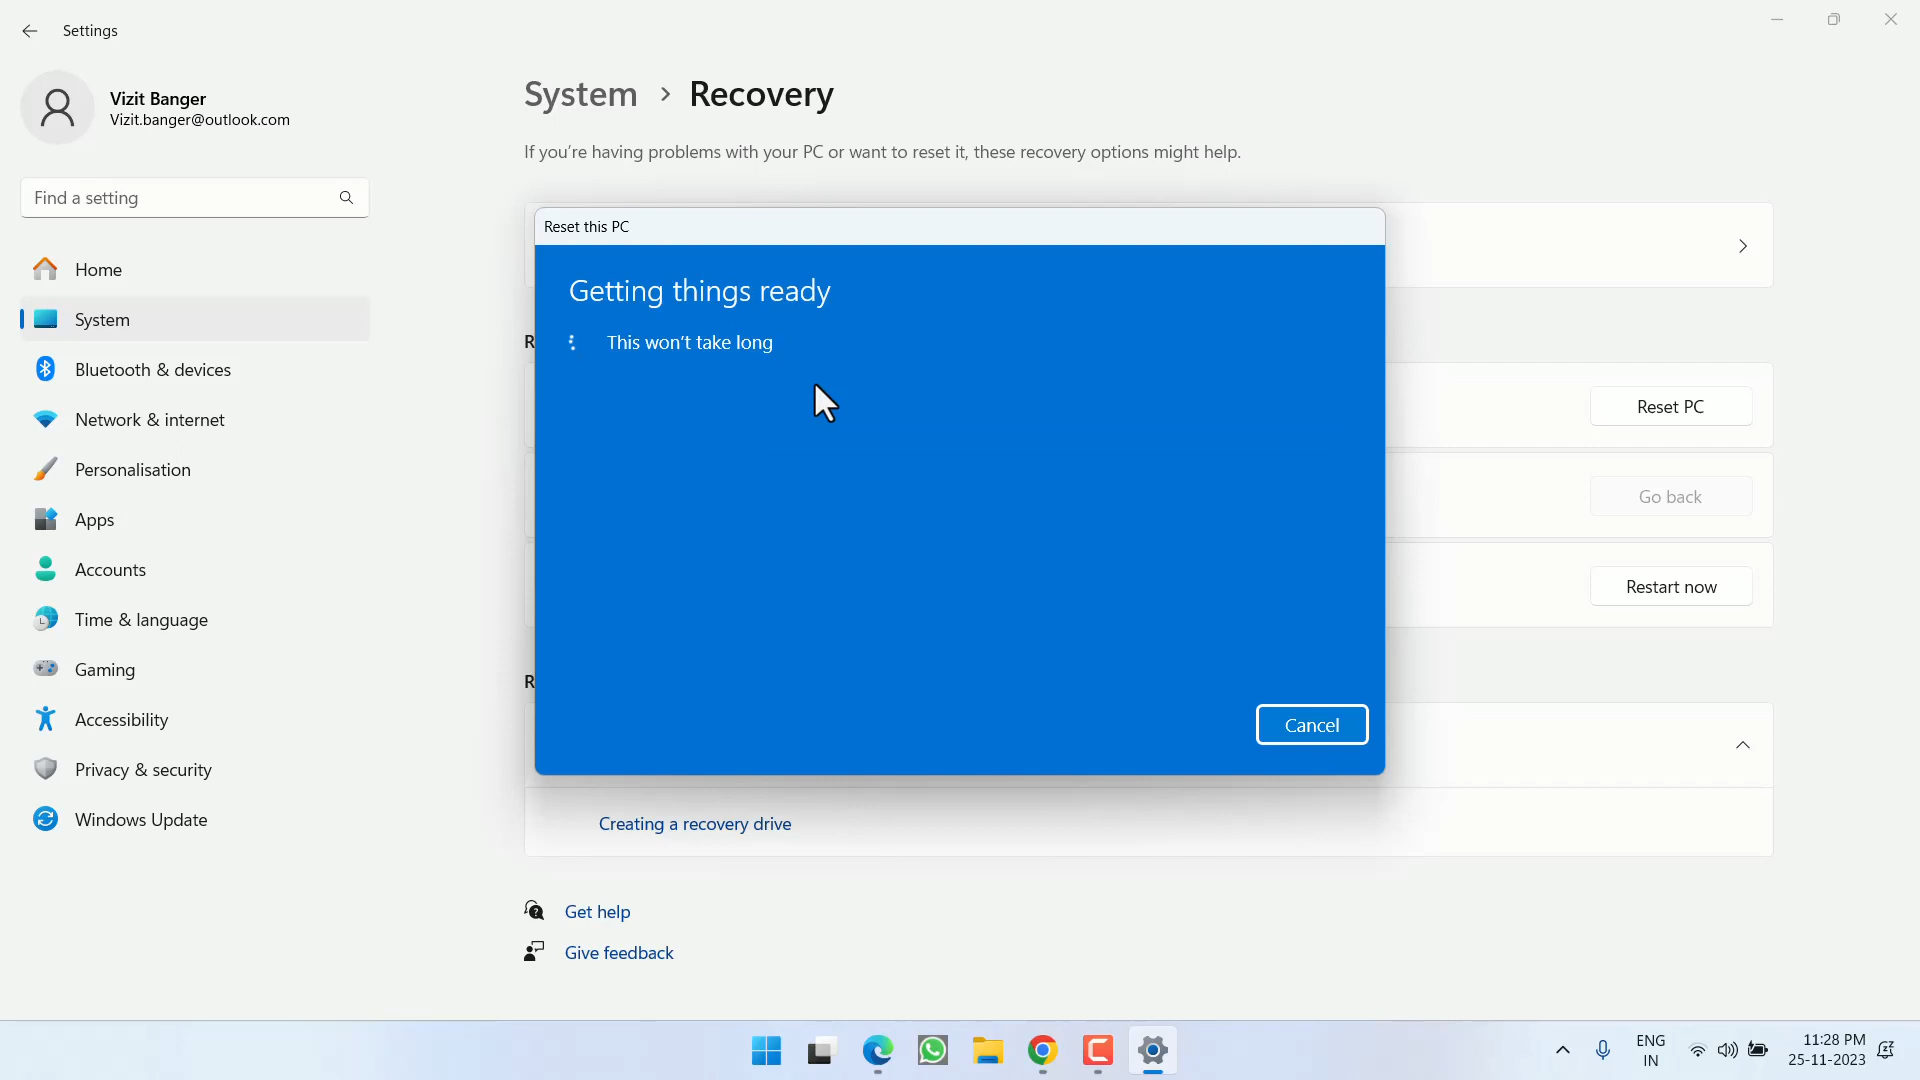 Settings
Vizit Banger
Vizit.banger@outlook.com
Find a setting
Home
System
Bluetooth & devices
Network & internet
Personalisation
Apps
Accounts
Time & language
Gaming
Accessibility
Privacy & security
Windows Update
System > Recovery
If you're having problems with your PC or want to reset it, these recovery options might help.
Reset this PC
Getting things ready
This won't take long
Cancel
R
Reset PC
Go back
Restart now
R
Creating a recovery drive
Get help
Give feedback
ENG
IN
11:28 PM
25-11-2023